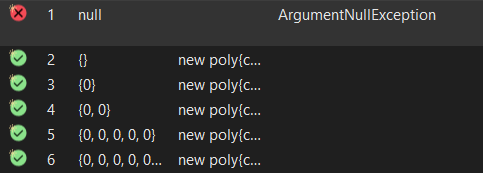 1 null ArgumentNullException
2 {} new poly{c...
3 {0} new poly{c...
4 {0, 0} new poly{c...
5 {0, 0, 0, 0, 0} new poly{c...
6 {0, 0, 0, 0, 0... new poly{c...